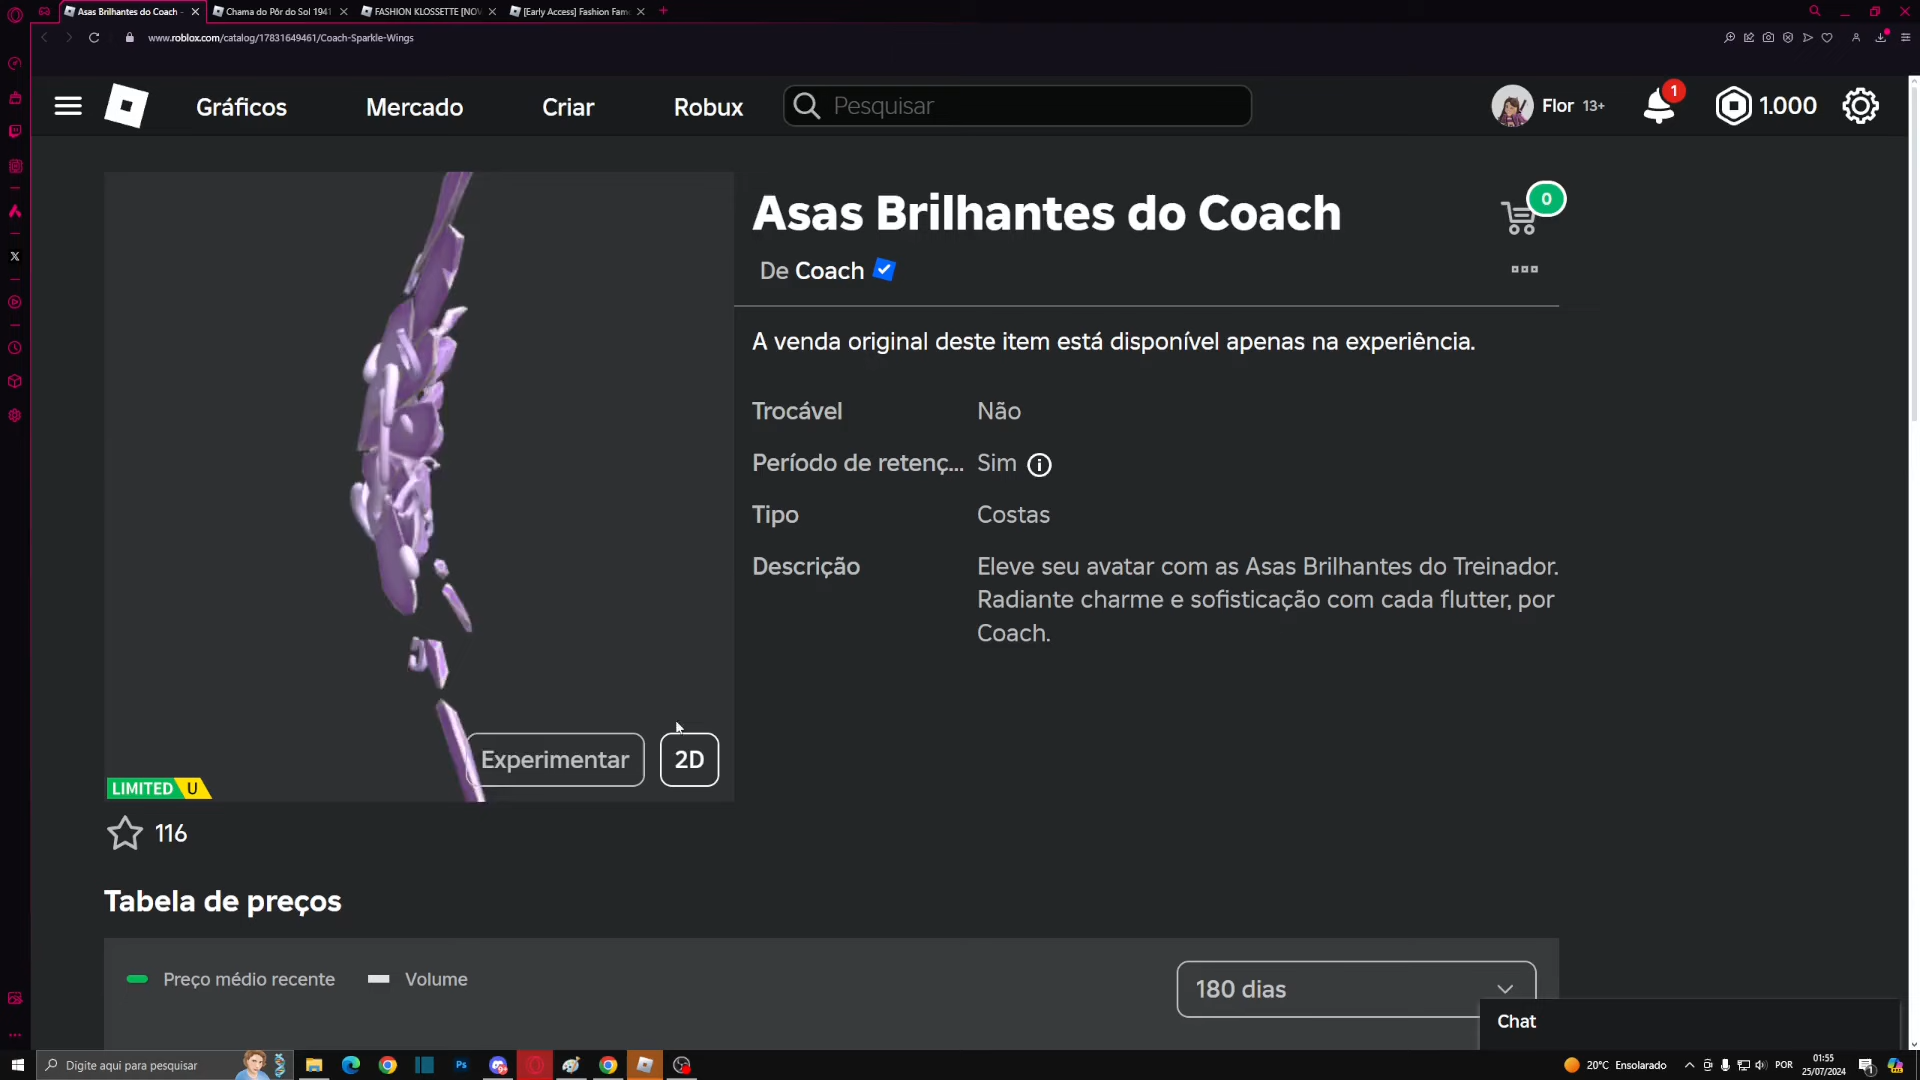 Asas Brilhantes do Coach -
Chama do Pôr do Sol 1941
FASHION KLOSSETTE [NOV
[Early Access] Fashion Fam
www.roblox.com/catalog/17831649461/Coach-Sparkle-Wings
Gráficos
Mercado
Criar
Robux
Pesquisar
Flor 13+
1
1.000
Asas Brilhantes do Coach
0
De Coach
A venda original deste item está disponível apenas na experiência.
Trocável Não
Período de retenç... Sim
Tipo Costas
Descrição Eleve seu avatar com as Asas Brilhantes do Treinador.
Radiante charme e sofisticação com cada flutter, por
Coach.
Experimentar
2D
LIMITED U
116
Tabela de preços
Preço médio recente
Volume
180 dias
Chat
Digite aqui para pesquisar
Ps
20°C Ensolarado
POR
01:55
25/07/2024
1